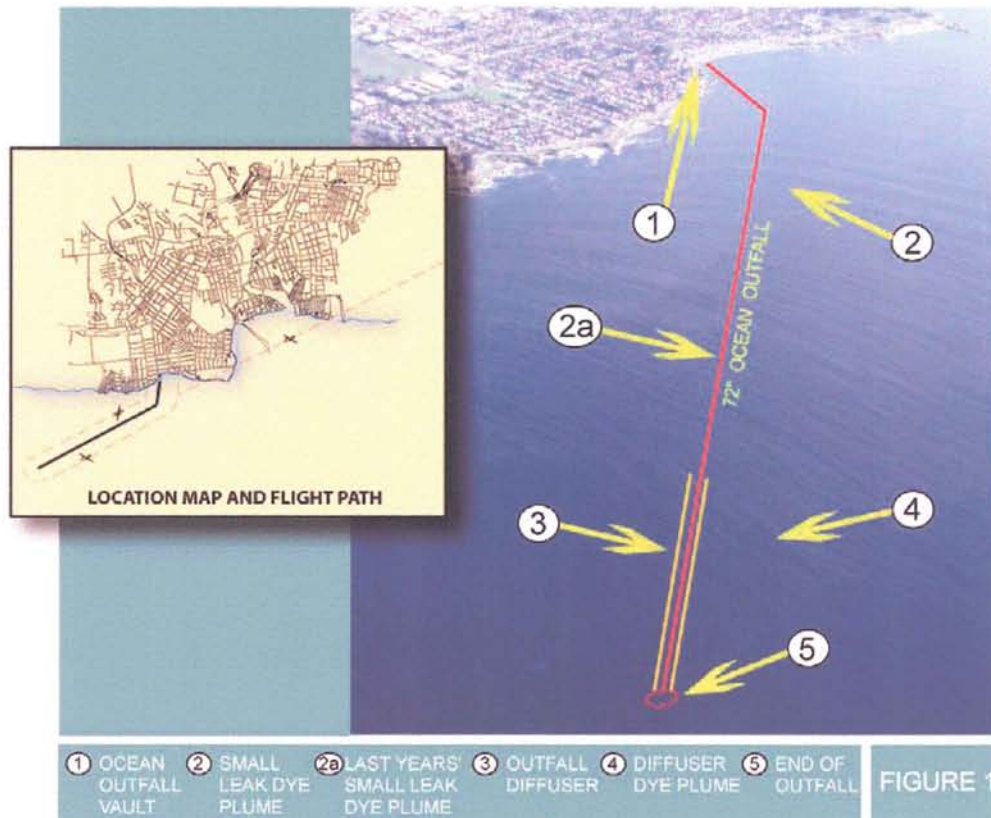 1
2
2a
72" OCEAN OUTFALL
LOCATION MAP AND FLIGHT PATH
3
4
5
1 OCEAN OUTFALL VAULT
2 SMALL LEAK DYE PLUME
2a LAST YEARS' SMALL LEAK DYE PLUME
3 OUTFALL DIFFUSER
4 DIFFUSER DYE PLUME
5 END OF OUTFALL
FIGURE 1